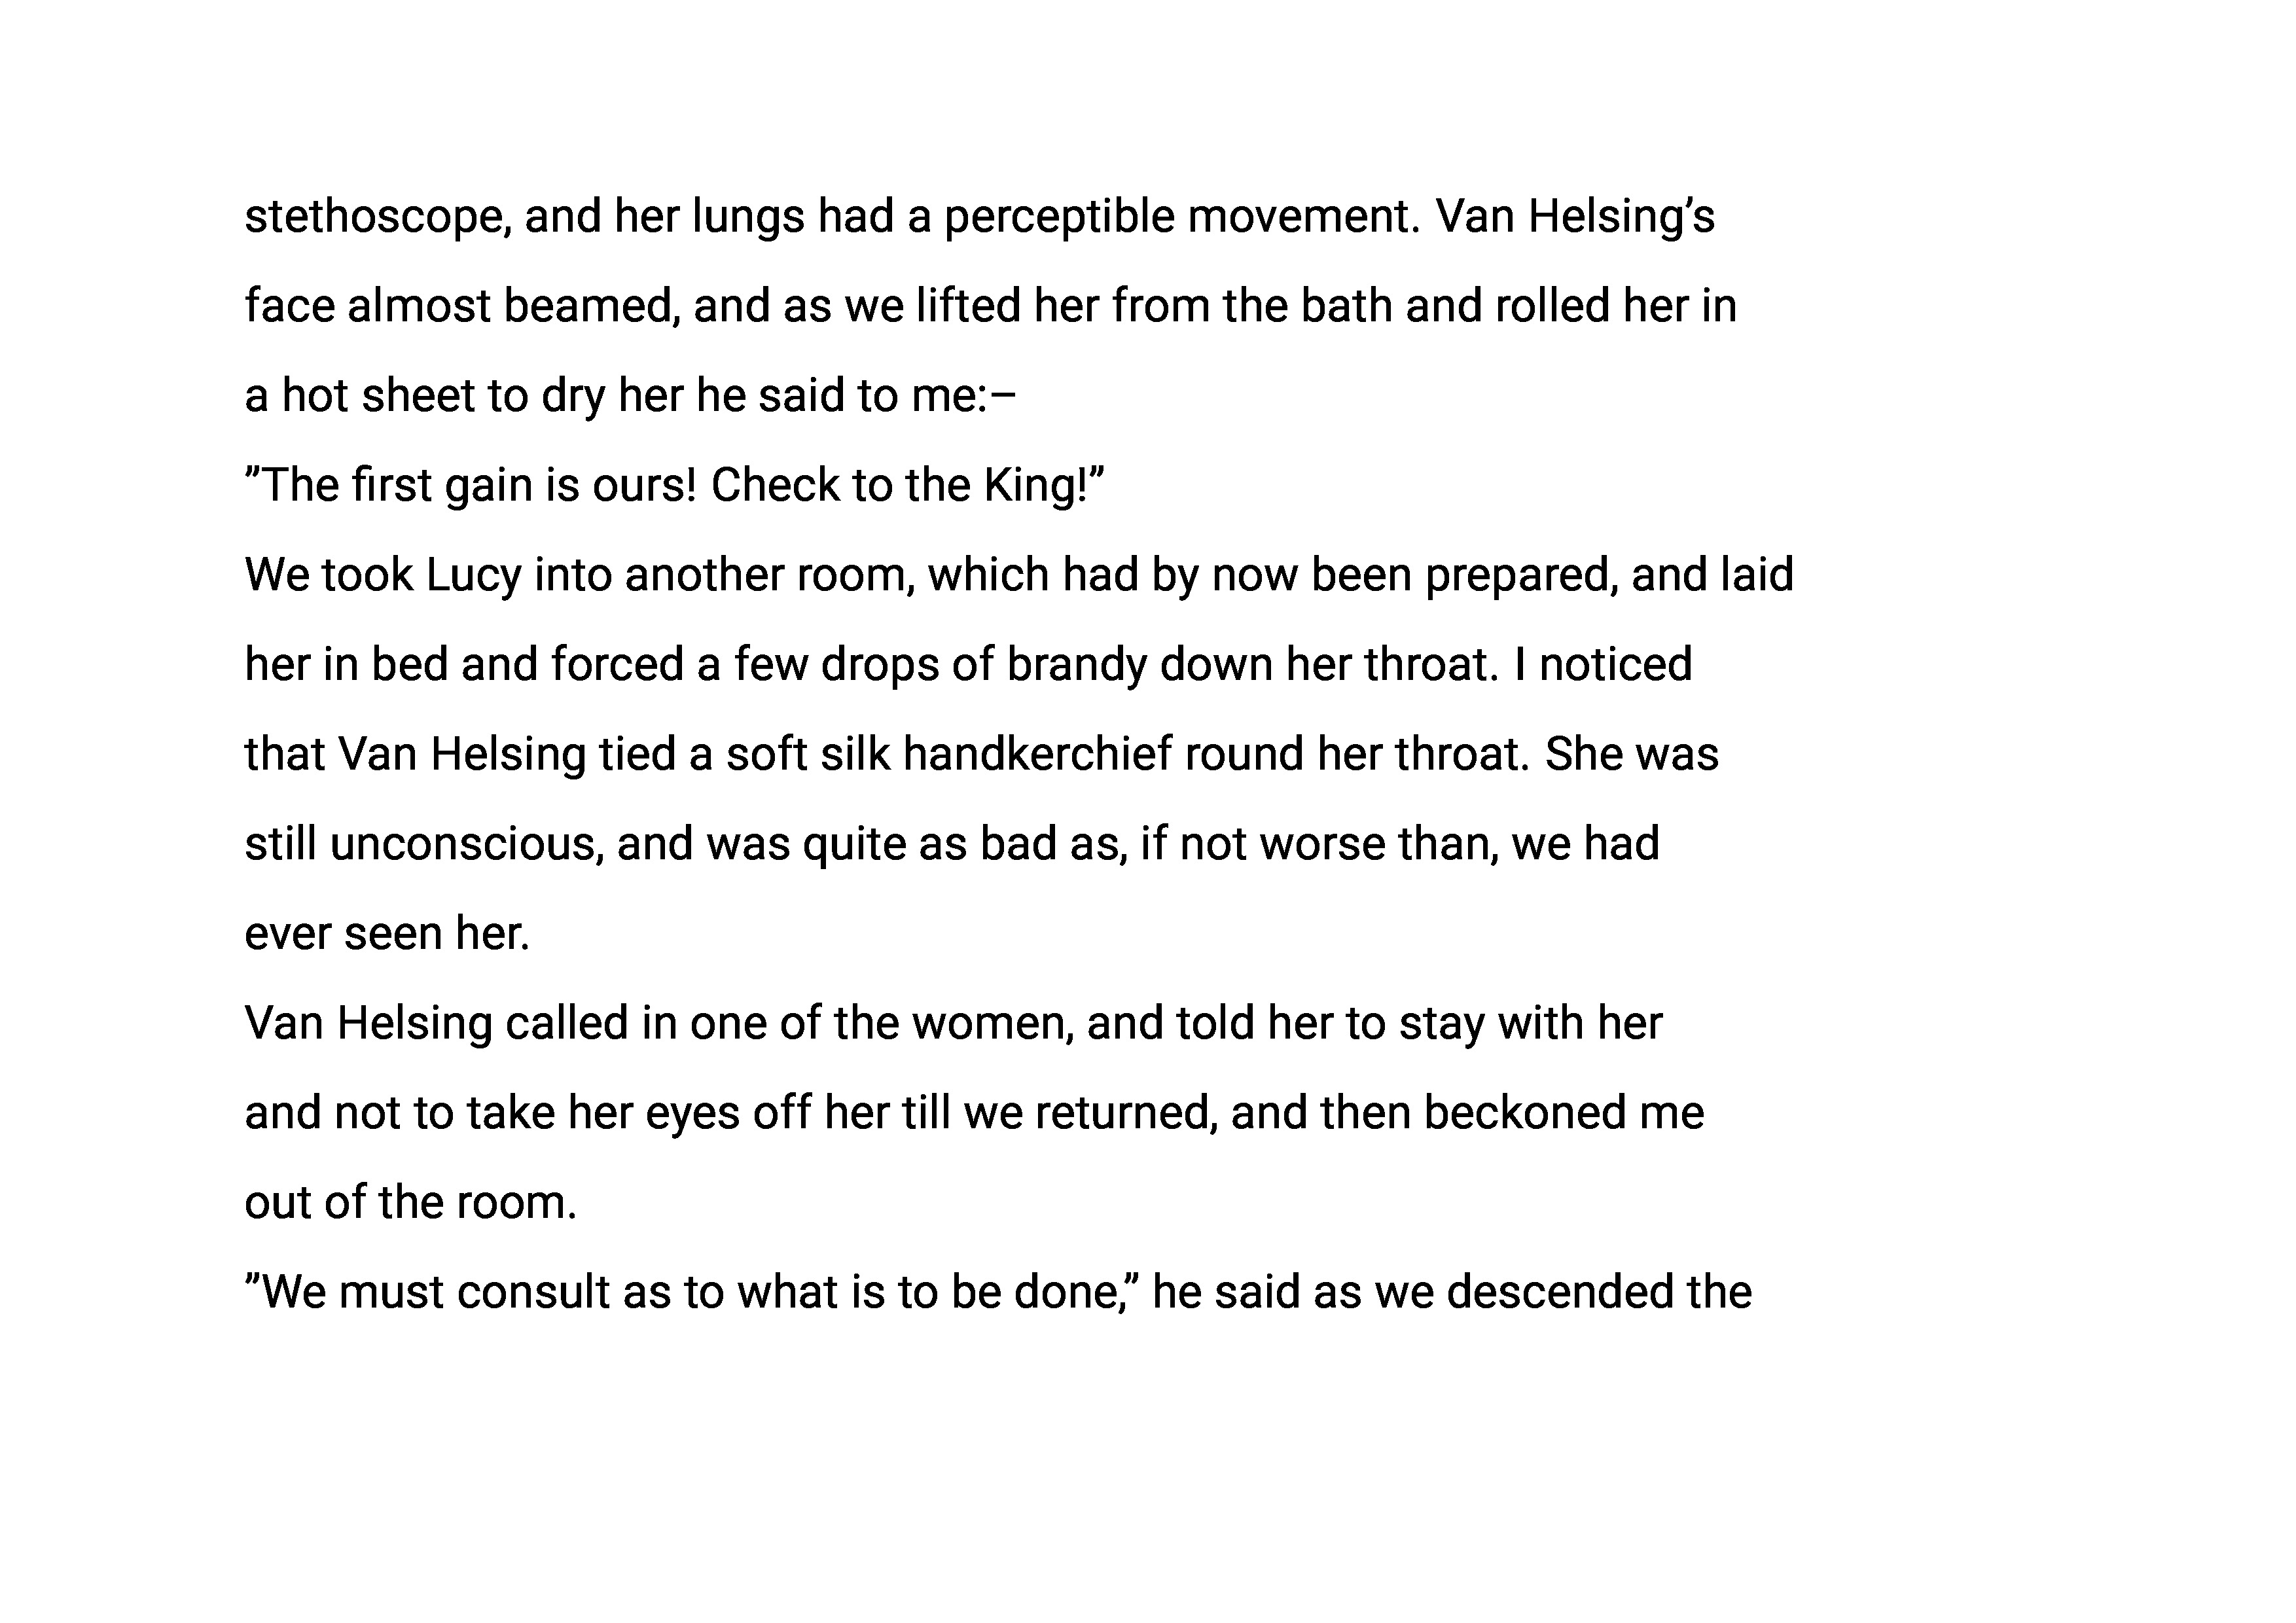 stethoscope, and her lungs had a perceptible movement. Van Helsing’s
face almost beamed, and as we lifted her from the bath and rolled her in
a hot sheet to dry her he said to me:–
”The first gain is ours! Check to the King!”
We took Lucy into another room, which had by now been prepared, and laid
her in bed and forced a few drops of brandy down her throat. I noticed
that Van Helsing tied a soft silk handkerchief round her throat. She was
still unconscious, and was quite as bad as, if not worse than, we had
ever seen her.
Van Helsing called in one of the women, and told her to stay with her
and not to take her eyes off her till we returned, and then beckoned me
out of the room.
”We must consult as to what is to be done,” he said as we descended the